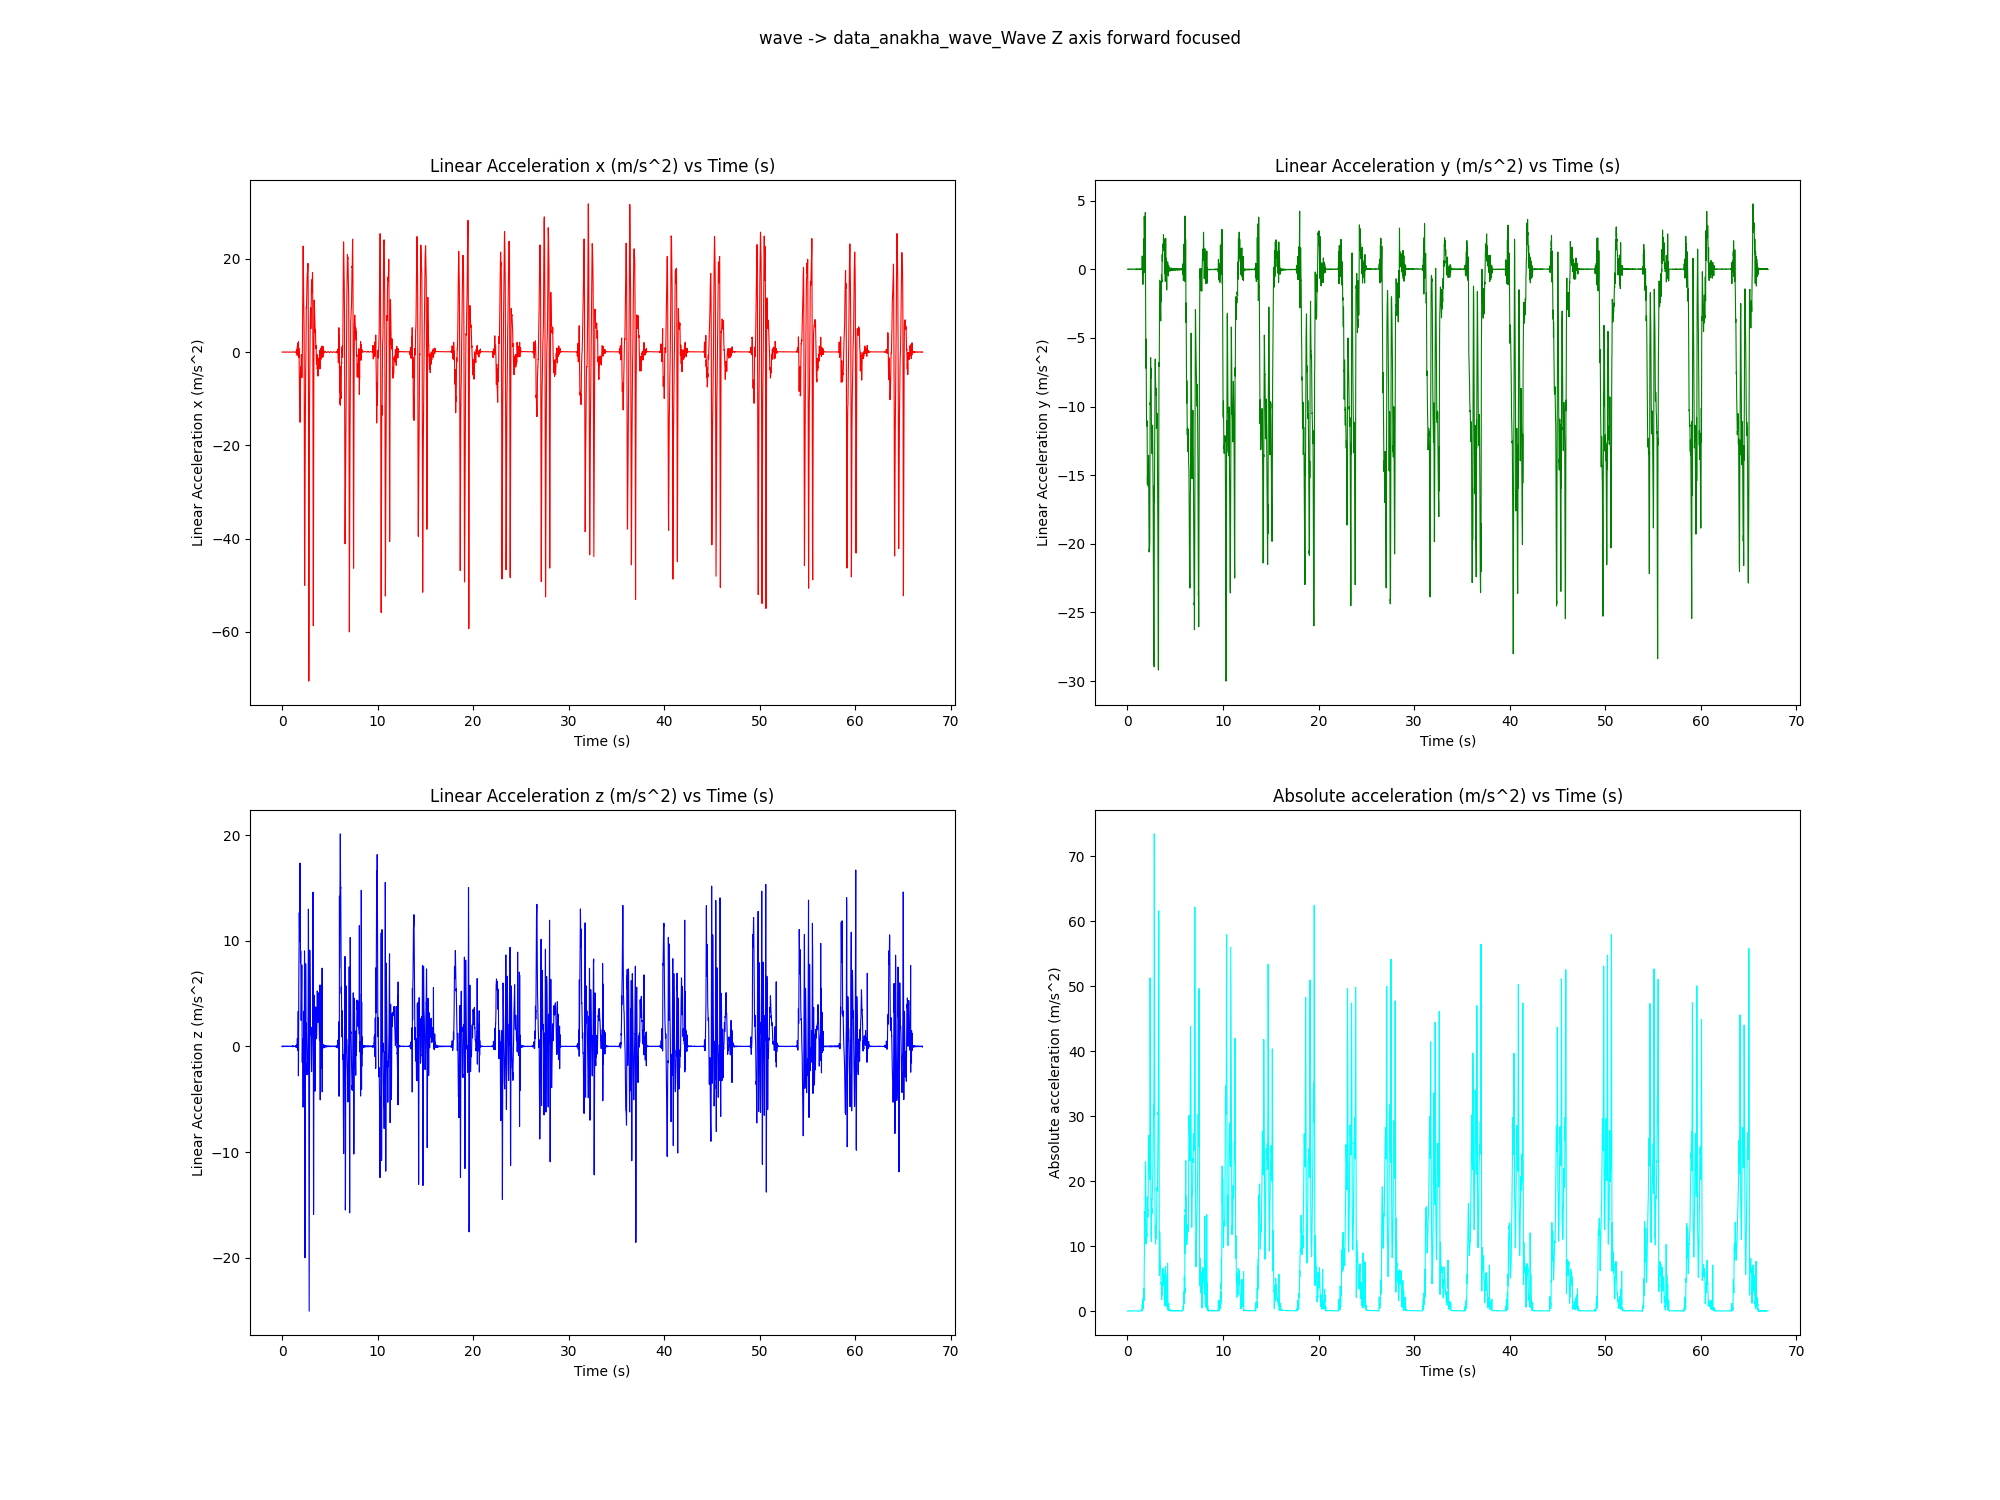 wave -> data_anakha_wave_Wave Z axis forward focused
Linear Acceleration x (m/s^2) vs Time (s)
Linear Acceleration x (m/s^2)
20
0
−20
−40
−60
0 10 20 30 40 50 60 70
Time (s)
Linear Acceleration y (m/s^2) vs Time (s)
Linear Acceleration y (m/s^2)
5
0
−5
−10
−15
−20
−25
−30
0 10 20 30 40 50 60 70
Time (s)
Linear Acceleration z (m/s^2) vs Time (s)
Linear Acceleration z (m/s^2)
20
10
0
−10
−20
0 10 20 30 40 50 60 70
Time (s)
Absolute acceleration (m/s^2) vs Time (s)
Absolute acceleration (m/s^2)
70
60
50
40
30
20
10
0
0 10 20 30 40 50 60 70
Time (s)